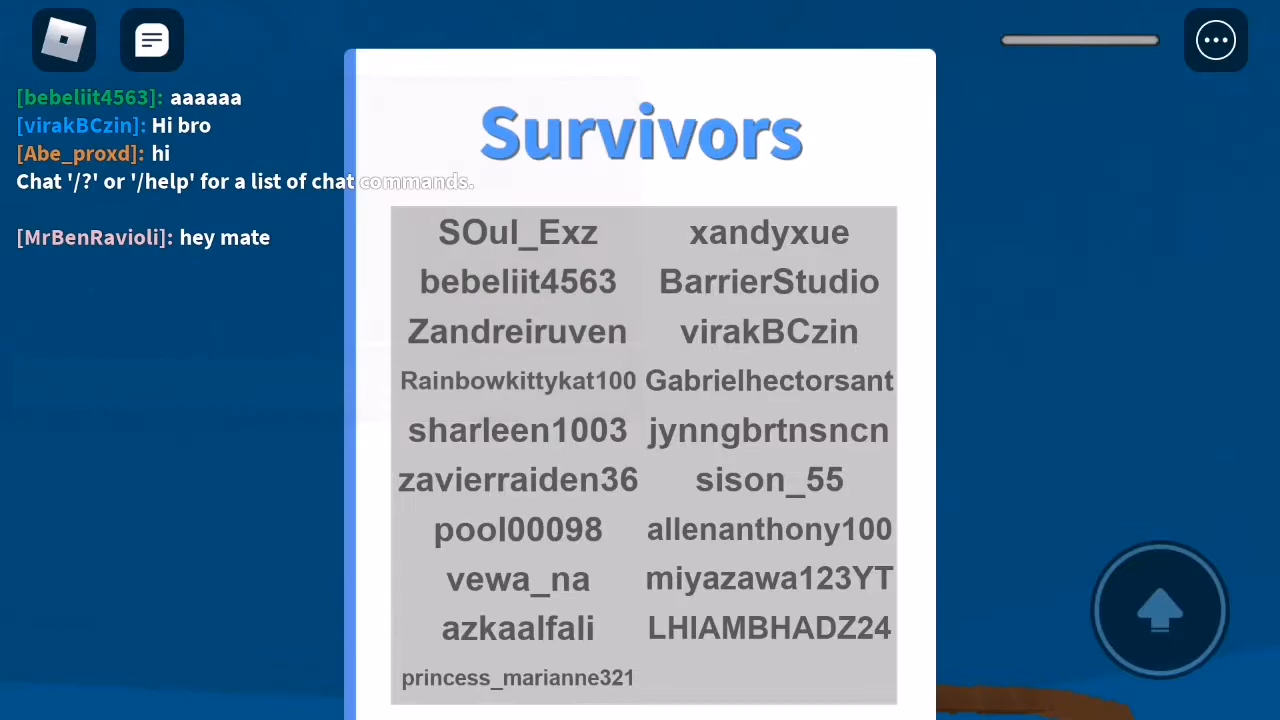 [bebeliit4563]: aaaaaa
[virakBCzin]: Hi bro
[Abe_proxd]: hi
Chat '/?' or '/help' for a list of chat commands.
[MrBenRavioli]: hey mate
Survivors
SOul_Exz xandyxue
bebeliit4563 BarrierStudio
Zandreiruven virakBCzin
Rainbowkittykat100 Gabrielhectorsant
sharleen1003 jynngbrtnsncn
zavierraiden36 sison_55
pool00098 allenanthony100
vewa_na miyazawa123YT
azkaalfali LHIAMBHADZ24
princess_marianne321